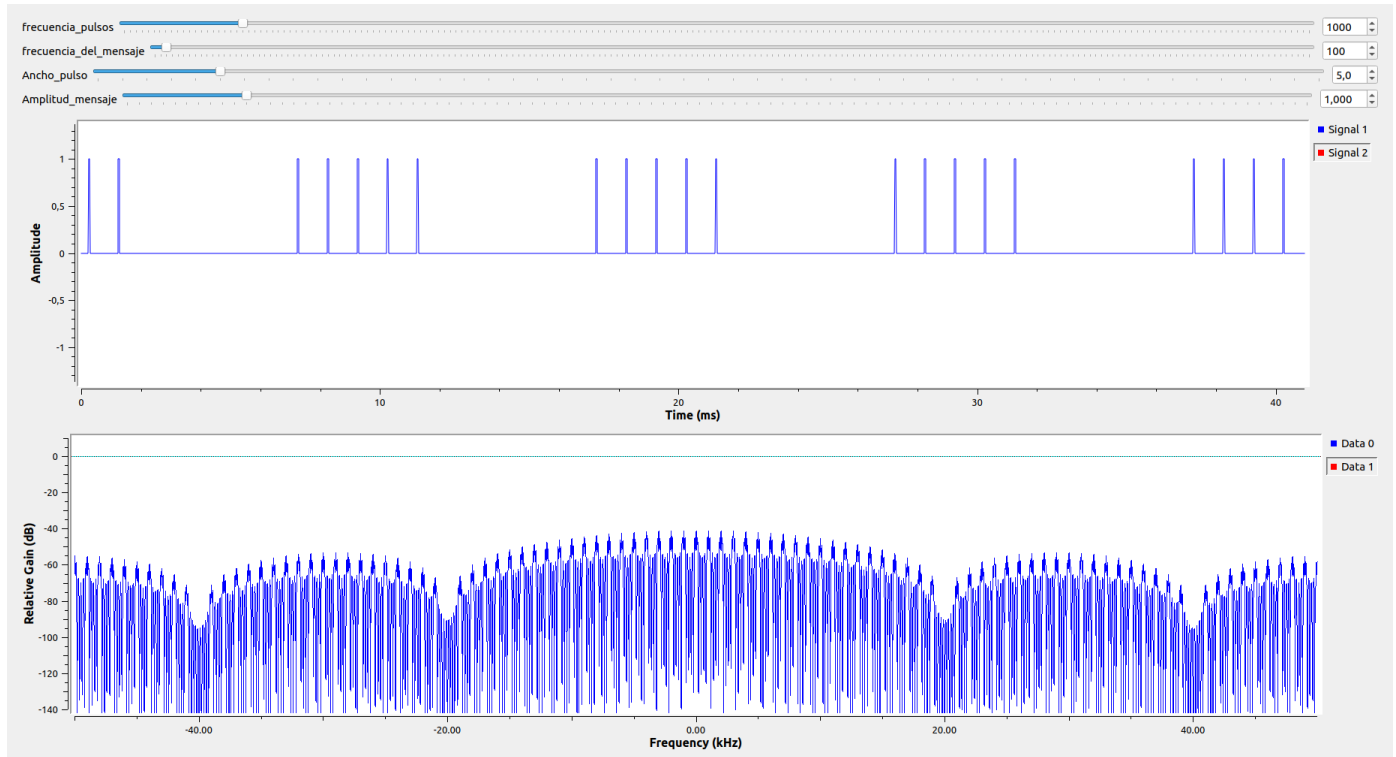 frecuencia_pulsos 1000
frecuencia_del_mensaje 100
Ancho_pulso 5,0
Amplitud_mensaje 1,000
Signal 1
Signal 2
1
0,5
0
-0,5
-1
Amplitude
0 10 20 30 40
Time (ms)
Data 0
Data 1
0
-20
-40
-60
-80
-100
-120
-140
Relative Gain (dB)
-40.00 -20.00 0.00 20.00 40.00
Frequency (kHz)